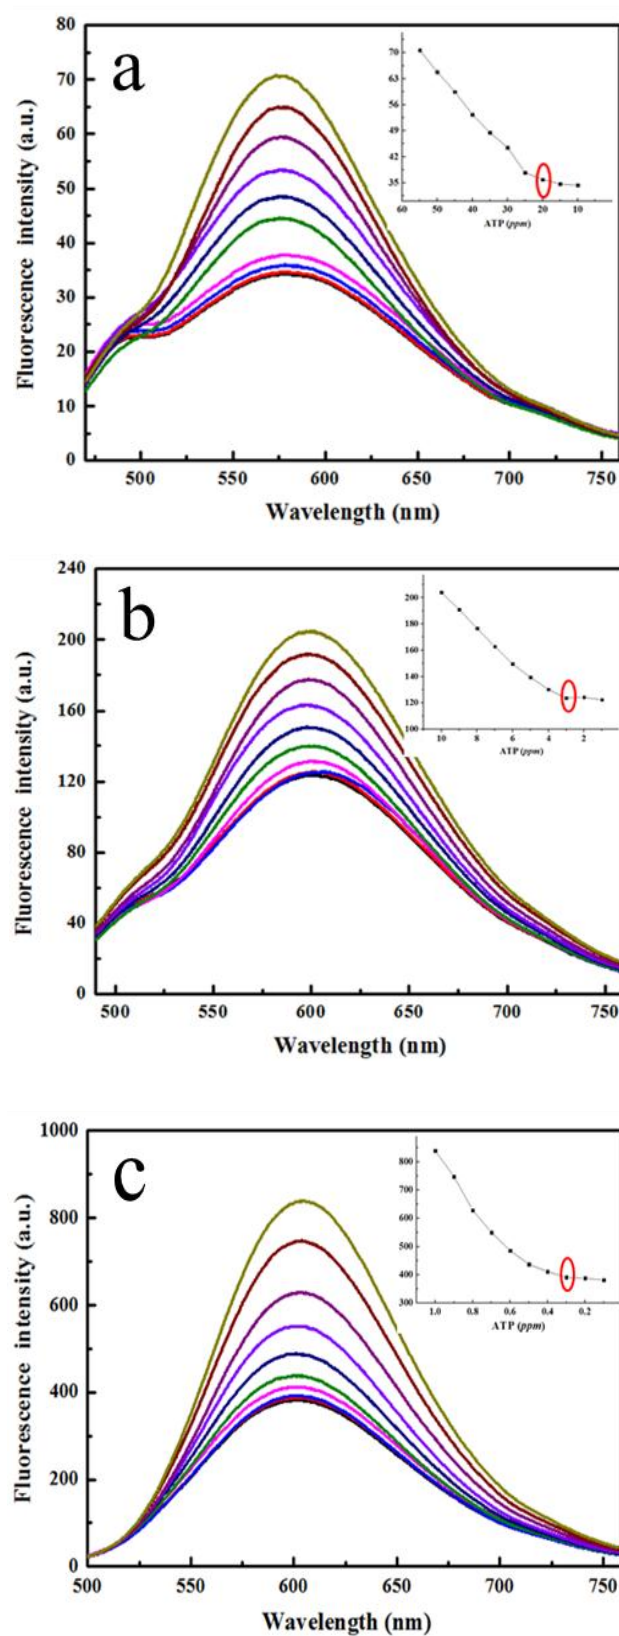 a
Fluorescence intensity (a.u.)
80
70
60
50
40
30
20
10
0
500 550 600 650 700 750
Wavelength (nm)
70
63
56
49
42
35
60 50 40 30 20 10
ATP (ppm)
b
Fluorescence intensity (a.u.)
240
200
160
120
80
40
0
500 550 600 650 700 750
Wavelength (nm)
200
180
160
140
120
100
10 8 6 4 2
ATP (ppm)
c
Fluorescence intensity (a.u.)
1000
800
600
400
200
0
500 550 600 650 700 750
Wavelength (nm)
800
700
600
500
400
300
1.0 0.8 0.6 0.4 0.2
ATP (ppm)